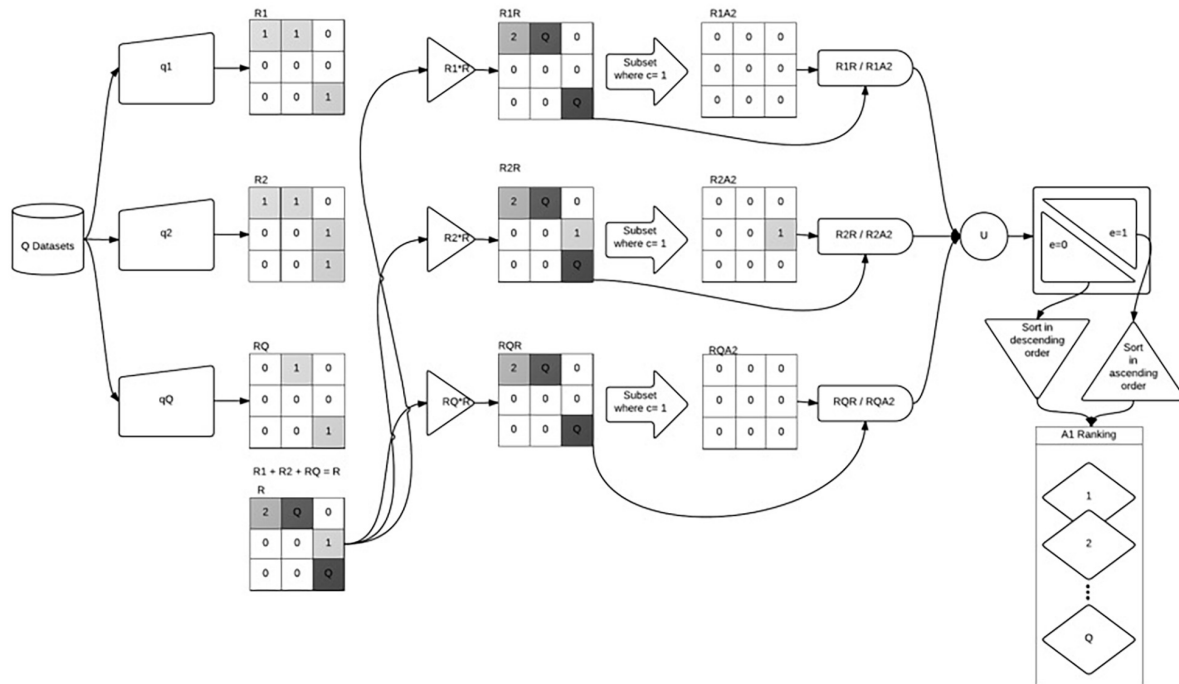 Q Datasets
q1
R1
1 1 0
0 0 0
0 0 1
R1*R
R1R
2 Q 0
0 0 0
0 0 Q
Subset
where c= 1
R1A2
0 0 0
0 0 0
0 0 0
R1R / R1A2
q2
R2
1 1 0
0 0 1
0 0 1
R2*R
R2R
2 Q 0
0 0 1
0 0 Q
Subset
where c= 1
R2A2
0 0 0
0 0 1
0 0 0
R2R / R2A2
qQ
RQ
0 1 0
0 0 0
0 0 1
RQ*R
RQR
2 Q 0
0 0 0
0 0 Q
Subset
where c= 1
RQA2
0 0 0
0 0 0
0 0 0
RQR / RQA2
R1 + R2 + RQ = R
R
2 Q 0
0 0 1
0 0 Q
U
e=0
e=1
Sort in
descending
order
Sort
in
ascending
order
A1 Ranking
1
2
Q